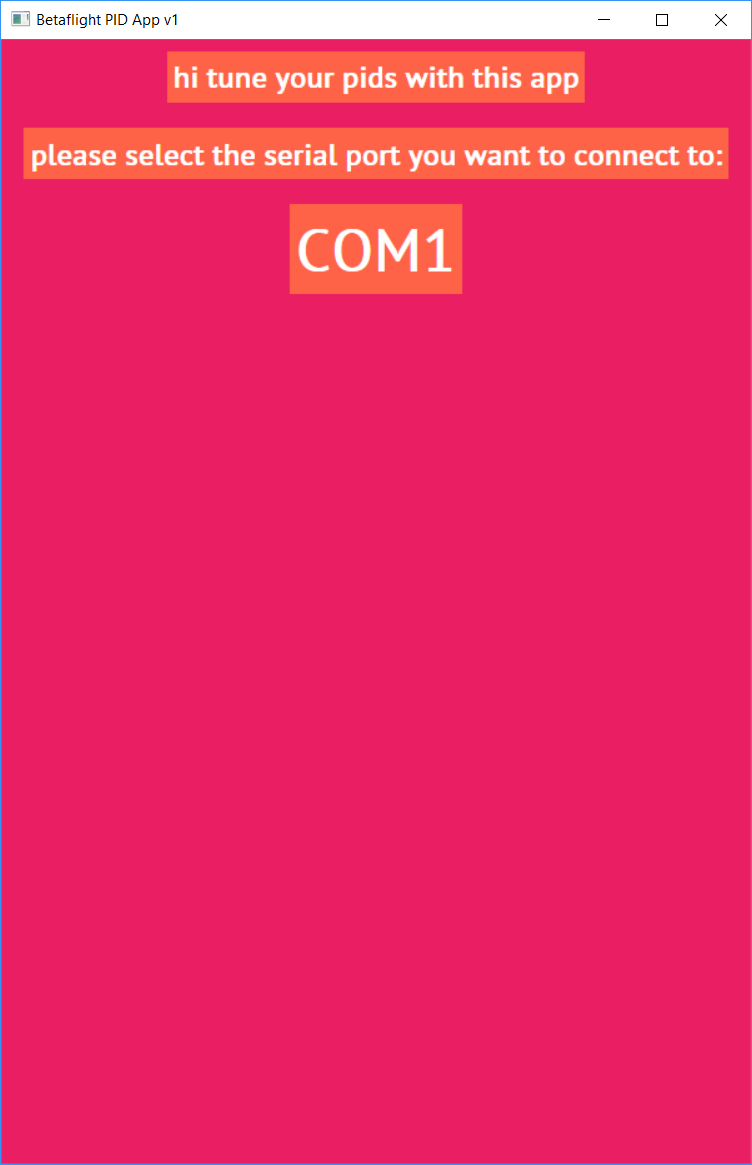 Betaflight PID App v1
hi tune your pids with this app
please select the serial port you want to connect to:
COM1